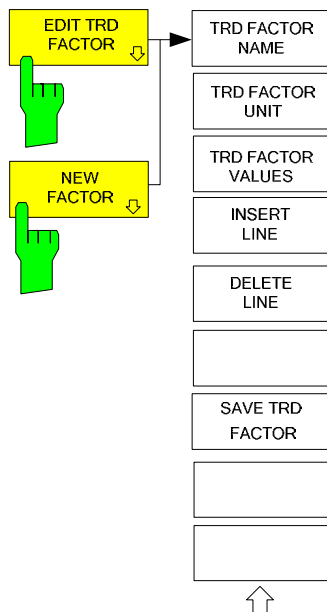 EDIT TRD
FACTOR
NEW
FACTOR
TRD FACTOR
NAME
TRD FACTOR
UNIT
TRD FACTOR
VALUES
INSERT
LINE
DELETE
LINE
SAVE TRD
FACTOR